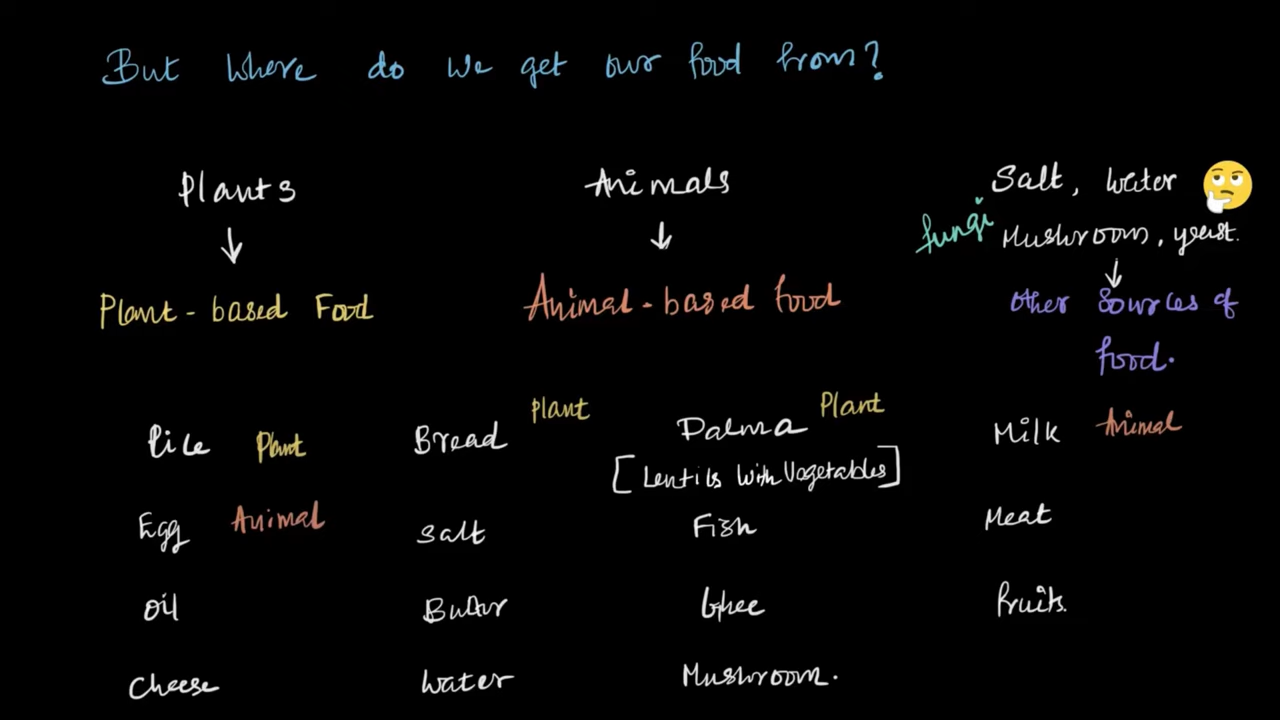 But where do we get our food from?
Plants Animals Salt, water
fungi Mushroom, yeast.
Plant-based Food Animal-based food other sources of
food.
Rice Plant Bread Plant Dalma Plant Milk Animal
[Lentils with Vegetables]
Egg Animal Salt Fish Meat
Oil Butter Ghee fruits.
Cheese Water Mushroom.